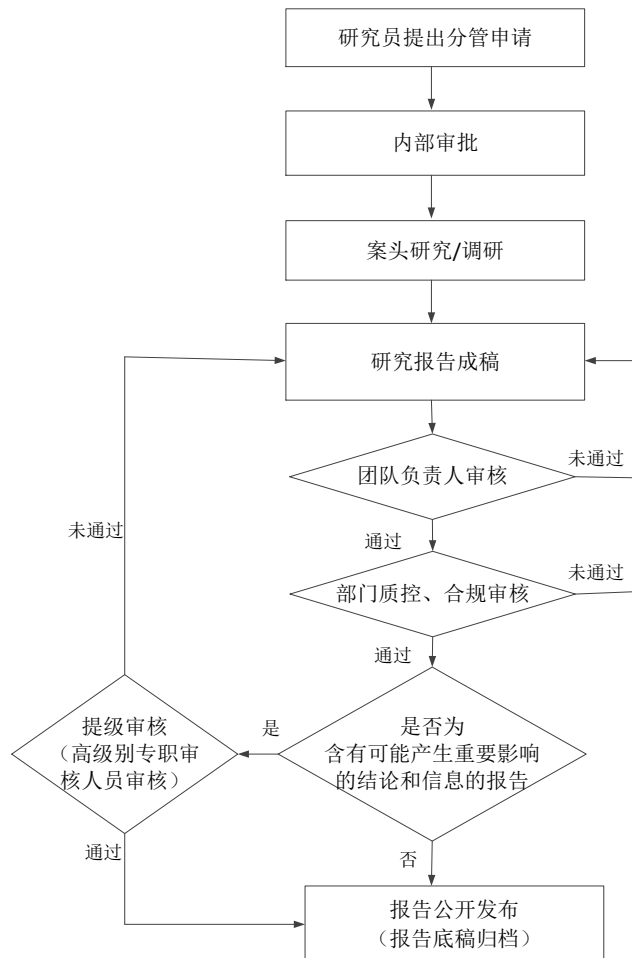 研究员提出分管申请
内部审批
案头研究/调研
研究报告成稿
团队负责人审核
未通过
未通过
通过
部门质控、合规审核
未通过
通过
提级审核
（高级别专职审
核人员审核）
是
是否为
含有可能产生重要影响
的结论和信息的报告
通过
否
报告公开发布
（报告底稿归档）